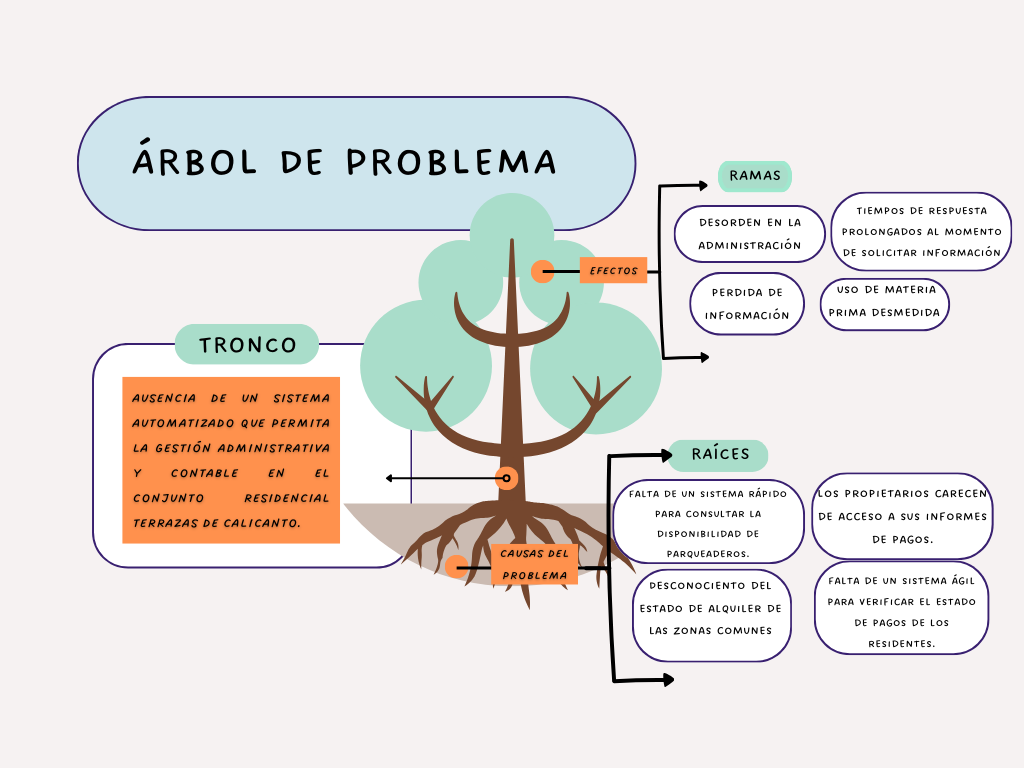 ÁRBOL DE PROBLEMA
TRONCO
AUSENCIA DE UN SISTEMA
AUTOMATIZADO QUE PERMITA
LA GESTIÓN ADMINISTRATIVA
Y CONTABLE EN EL
CONJUNTO RESIDENCIAL
TERRAZAS DE CALICANTO.
EFECTOS
RAMAS
DESORDEN EN LA
ADMINISTRACIÓN
TIEMPOS DE RESPUESTA
PROLONGADOS AL MOMENTO
DE SOLICITAR INFORMACIÓN
PERDIDA DE
INFORMACIÓN
USO DE MATERIA
PRIMA DESMEDIDA
CAUSAS DEL
PROBLEMA
RAÍCES
FALTA DE UN SISTEMA RÁPIDO
PARA CONSULTAR LA
DISPONIBILIDAD DE
PARQUEADEROS.
LOS PROPIETARIOS CARECEN
DE ACCESO A SUS INFORMES
DE PAGOS.
DESCONOCIENTO DEL
ESTADO DE ALQUILER DE
LAS ZONAS COMUNES
FALTA DE UN SISTEMA ÁGIL
PARA VERIFICAR EL ESTADO
DE PAGOS DE LOS
RESIDENTES.